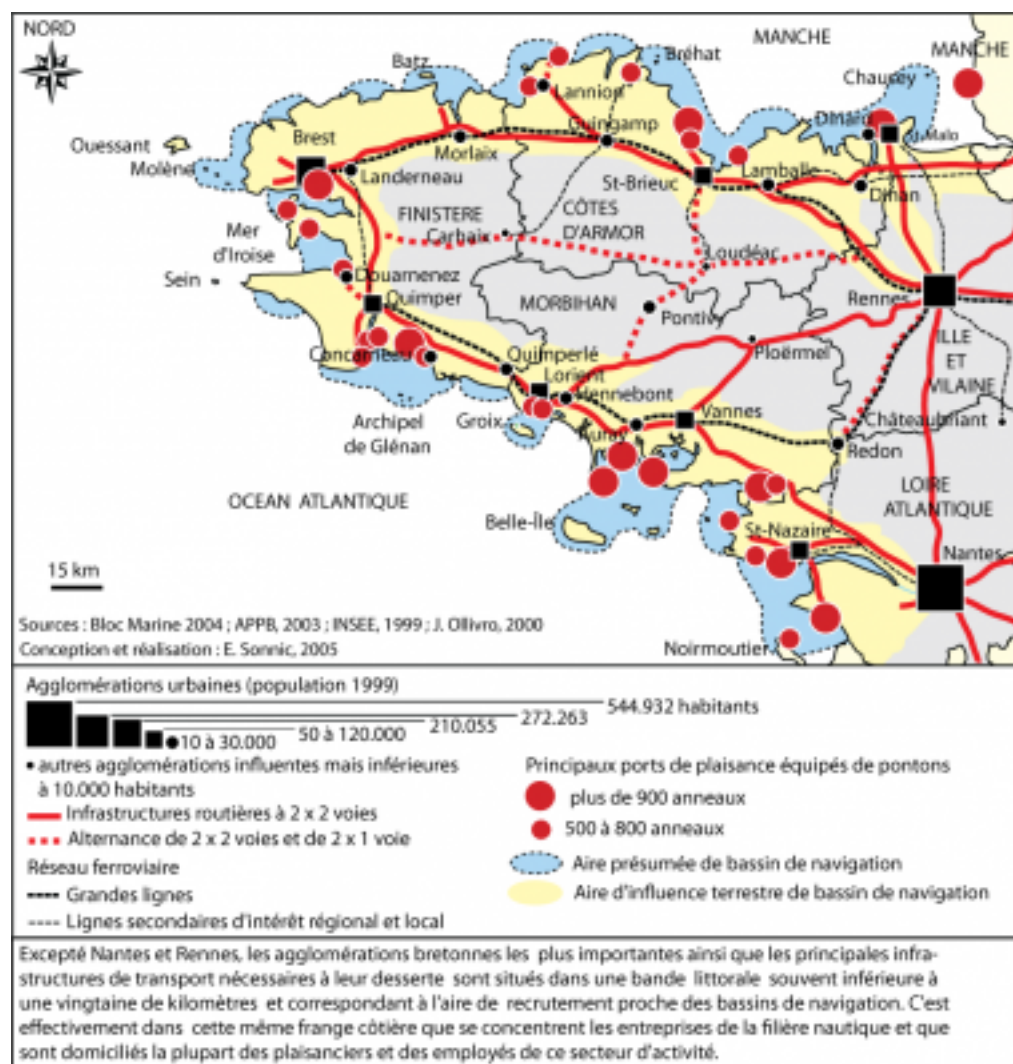 NORD
MANCHE
MANCHE
Batz
Bréhat
Chausey
Lannion
Dinard
St-Malo
Guingamp
Brest
Ouessant
Morlaix
Molène
Landerneau
St-Brieuc
Lamballe
Dinan
FINISTERE
CÔTES
D'ARMOR
Carhaix
Mer
d'Iroise
Loudéac
Sein
Douarnenez
Quimper
MORBIHAN
Rennes
Pontivy
ILLE
ET
VILAINE
Ploërmel
Concarneau
Quimperlé
Lorient
Hennebont
Vannes
Châteaubriant
Archipel
de Glénan
Groix
Auray
Redon
LOIRE
ATLANTIQUE
OCEAN ATLANTIQUE
Belle-Île
St-Nazaire
Nantes
15 km
Noirmoutier
Sources : Bloc Marine 2004 ; APPB, 2003 ; INSEE, 1999 ; J. Ollivro, 2000
Conception et réalisation : E. Sonnic, 2005
Agglomérations urbaines (population 1999)
544.932 habitants
272.263
210.055
50 à 120.000
10 à 30.000
autres agglomérations influentes mais inférieures
à 10.000 habitants
Infrastructures routières à 2 x 2 voies
Alternance de 2 x 2 voies et de 2 x 1 voie
Réseau ferroviaire
Grandes lignes
Lignes secondaires d'intérêt régional et local
Principaux ports de plaisance équipés de pontons
plus de 900 anneaux
500 à 800 anneaux
Aire présumée de bassin de navigation
Aire d'influence terrestre de bassin de navigation
Excepté Nantes et Rennes, les agglomérations bretonnes les plus importantes ainsi que les principales infra-
structures de transport nécessaires à leur desserte sont situés dans une bande littorale souvent inférieure à
une vingtaine de kilomètres et correspondant à l'aire de recrutement proche des bassins de navigation. C'est
effectivement dans cette même frange côtière que se concentrent les entreprises de la filière nautique et que
sont domiciliés la plupart des plaisanciers et des employés de ce secteur d'activité.